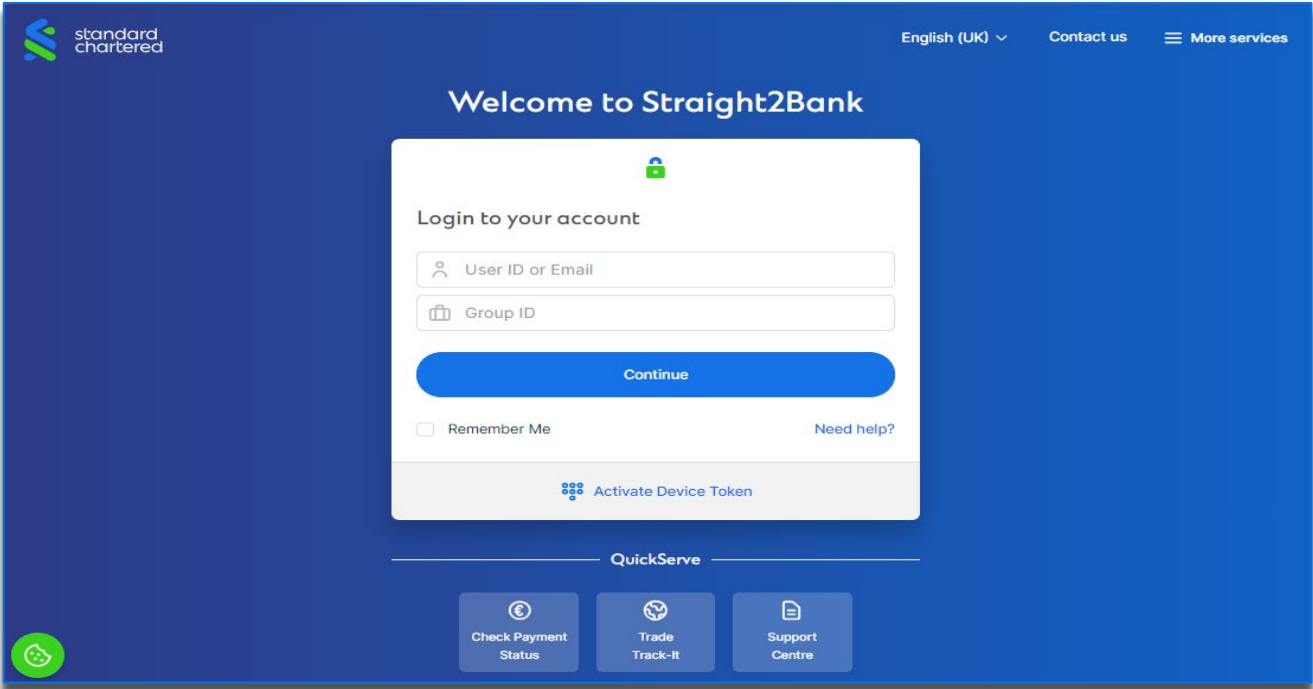 standard
chartered
English (UK)
Contact us
More services
Welcome to Straight2Bank
Login to your account
User ID or Email
Group ID
Continue
Remember Me
Need help?
Activate Device Token
QuickServe
Check Payment
Status
Trade
Track-It
Support
Centre